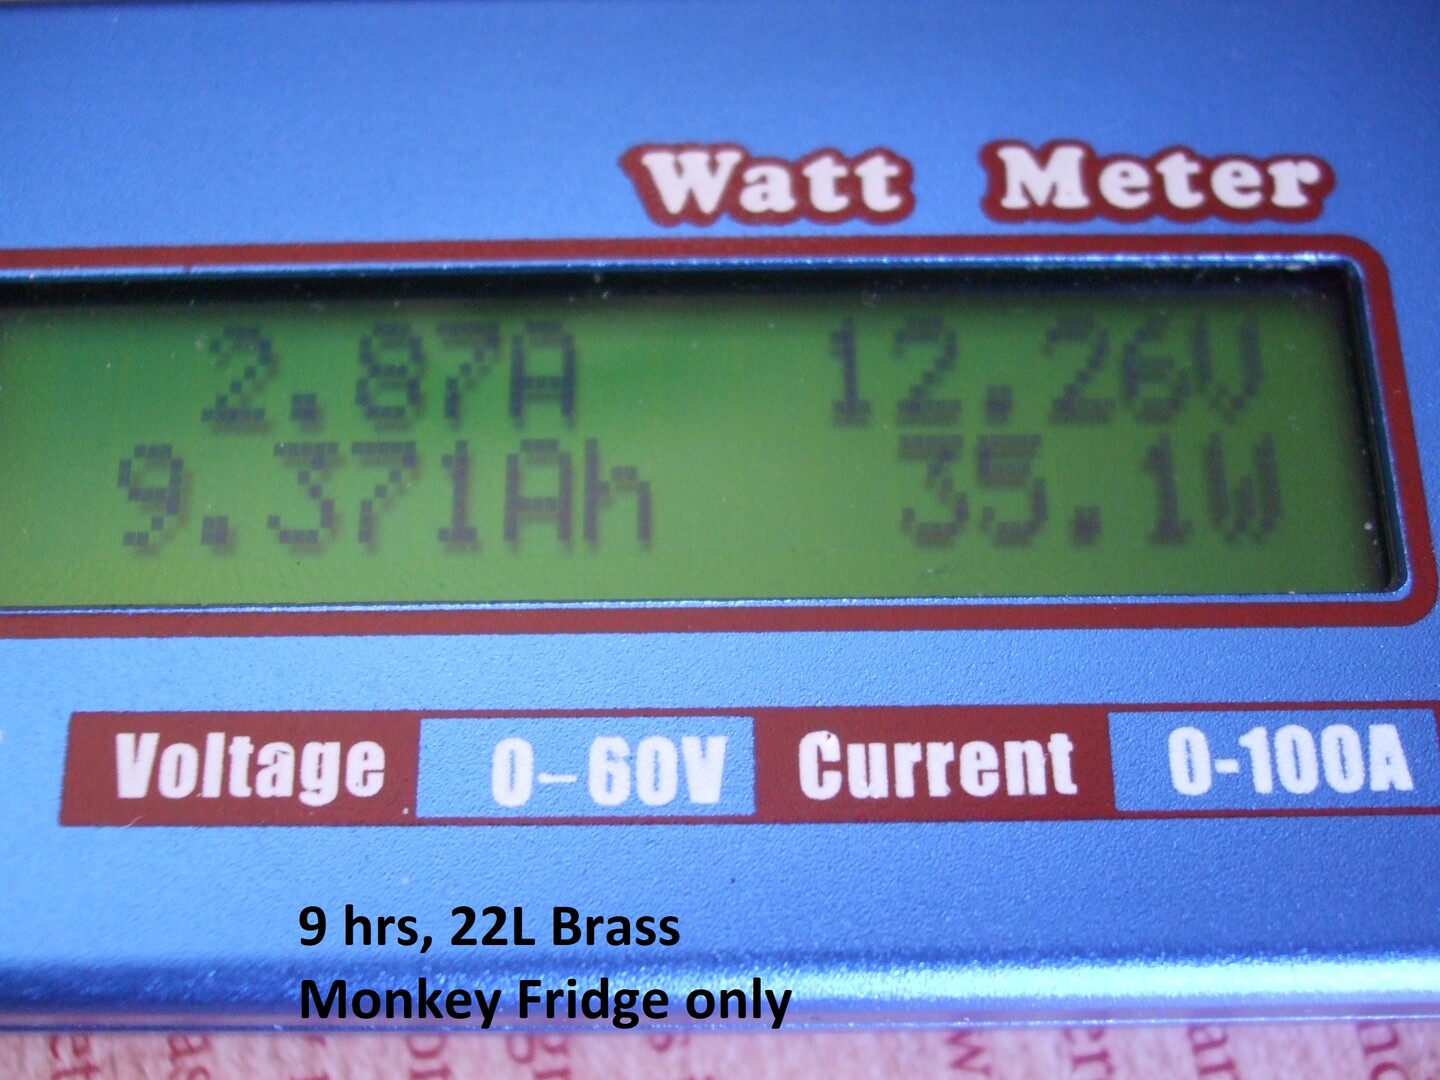 Watt Meter
2.87A 12.26V
9.371Ah 35.1W
Voltage 0-60V Current 0-100A
9 hrs, 22L Brass
Monkey Fridge only